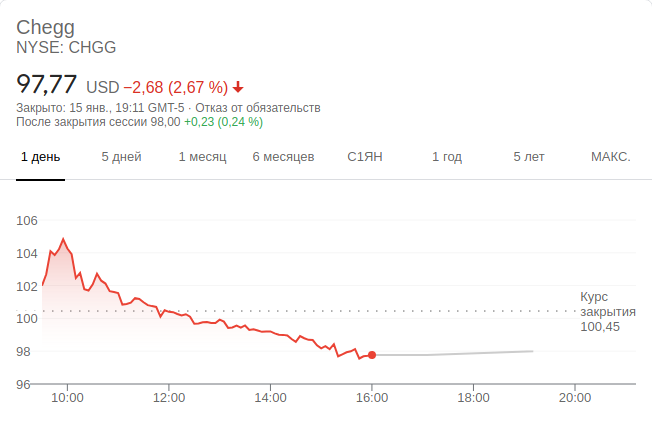 Chegg
NYSE: CHGG
97,77 USD −2,68 (2,67 %)
Закрыто: 15 янв., 19:11 GMT-5 · Отказ от обязательств
После закрытия сессии 98,00 +0,23 (0,24 %)
1 день 5 дней 1 месяц 6 месяцев С1ЯН 1 год 5 лет МАКС.
106
104
102
Курс
закрытия
100,45
100
98
96
10:00 12:00 14:00 16:00 18:00 20:00